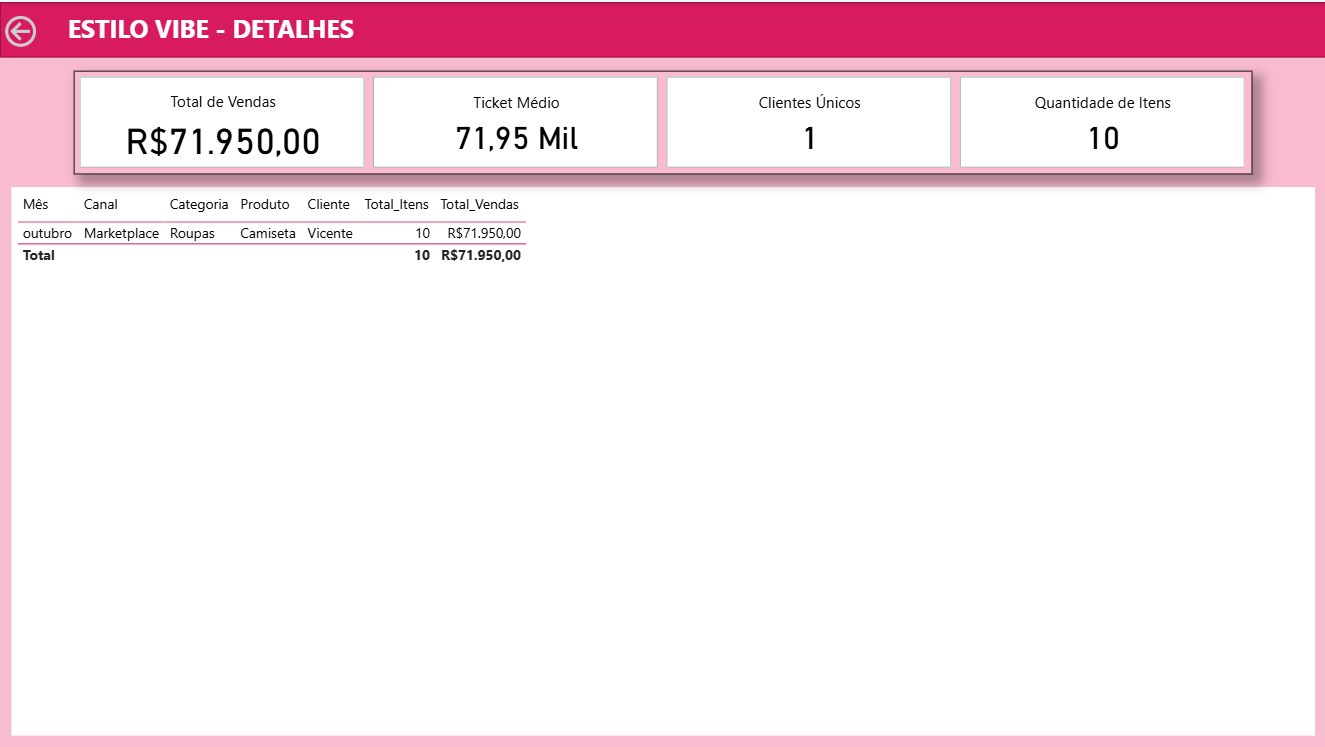 ESTILO VIBE - DETALHES
Total de Vendas
R$71.950,00
Ticket Médio
71,95 Mil
Clientes Únicos
1
Quantidade de Itens
10
Mês Canal Categoria Produto Cliente Total_Itens Total_Vendas
outubro Marketplace Roupas Camiseta Vicente 10 R$71.950,00
Total 10 R$71.950,00